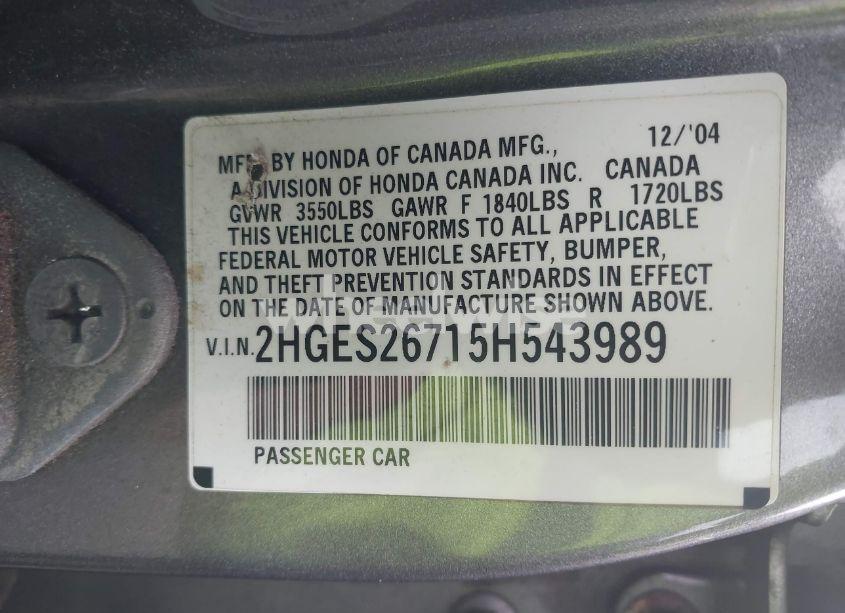 12/'04
MFD BY HONDA OF CANADA MFG.,
A DIVISION OF HONDA CANADA INC. CANADA
GVWR 3550LBS GAWR F 1840LBS R 1720LBS
THIS VEHICLE CONFORMS TO ALL APPLICABLE
FEDERAL MOTOR VEHICLE SAFETY, BUMPER,
AND THEFT PREVENTION STANDARDS IN EFFECT
ON THE DATE OF MANUFACTURE SHOWN ABOVE.
V.I.N. 2HGES26715H543989
PASSENGER CAR